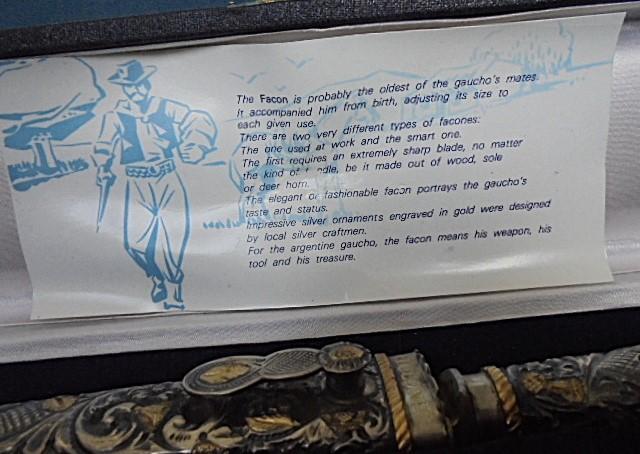 The Facon is probably the oldest of the gaucho's mates.
It accompanied him from birth, adjusting its size to
each given use.
There are two very different types of facones:
The one used at work and the smart one.
The first requires an extremely sharp blade, no matter
the kind of be it made out of wood, sole
or deer horn.
The elegant or fashionable facon portrays the gaucho's
taste and status.
Impressive silver ornaments engraved in gold were designed
by local silver craftmen.
For the argentine gaucho, the facon means his weapon, his
tool and his treasure.